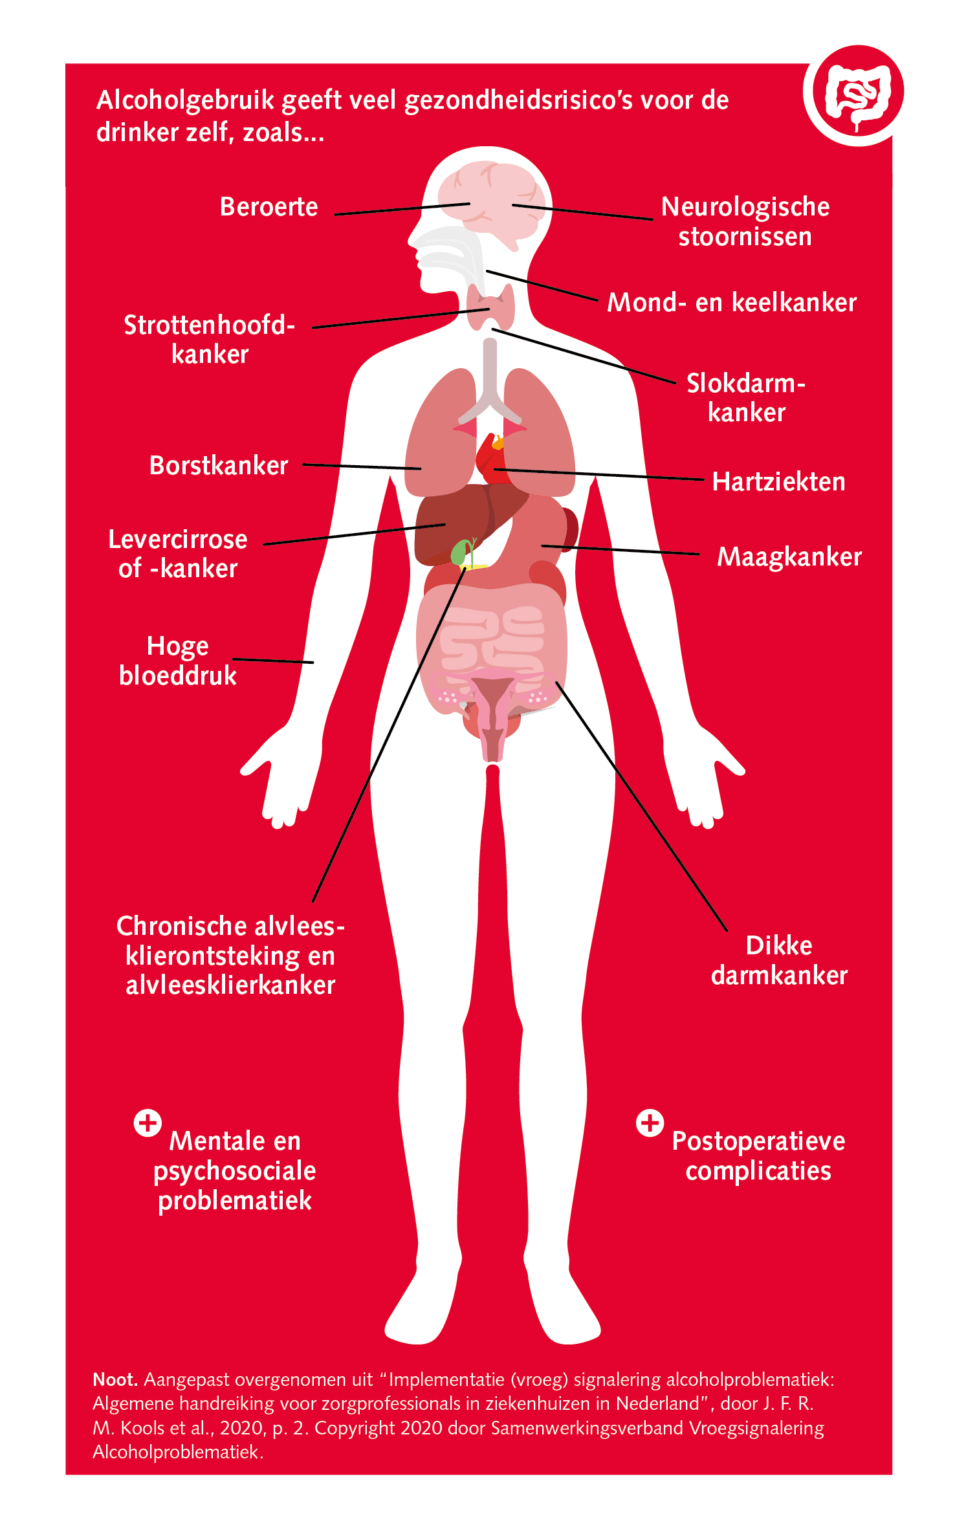 Alcoholgebruik geeft veel gezondheidsrisico's voor de
drinker zelf, zoals...
Beroerte
Neurologische
stoornissen
Mond- en keelkanker
Strottenhoofd-
kanker
Slokdarm-
kanker
Borstkanker
Hartziekten
Levercirrose
of -kanker
Maagkanker
Hoge
bloeddruk
Chronische alvlees-
klierontsteking en
alvleesklierkanker
Dikke
darmkanker
Mentale en
psychosociale
problematiek
Postoperatieve
complicaties
Noot. Aangepast overgenomen uit “Implementatie (vroeg) signalering alcoholproblematiek:
Algemene handreiking voor zorgprofessionals in ziekenhuizen in Nederland”, door J. F. R.
M. Kools et al., 2020, p. 2. Copyright 2020 door Samenwerkingsverband Vroegsignalering
Alcoholproblematiek.